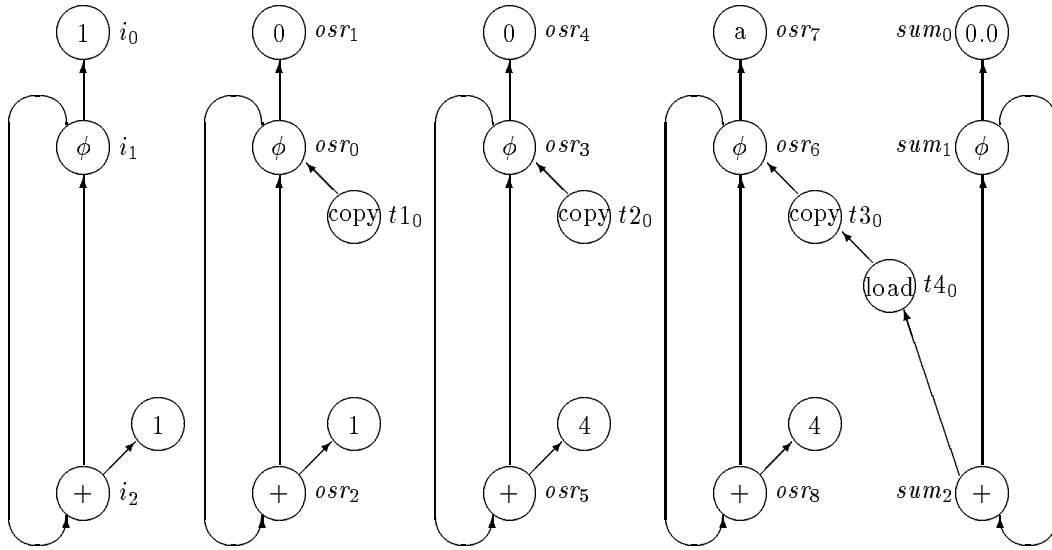 1 i₀ 0 osr₁ 0 osr₄ a osr₇ sum₀ 0.0
ϕ i₁ ϕ osr₀ ϕ osr₃ ϕ osr₆ sum₁ ϕ
copy t1₀ copy t2₀ copy t3₀
load t4₀
1 1 4 4
+ i₂ + osr₂ + osr₅ + osr₈ sum₂ +